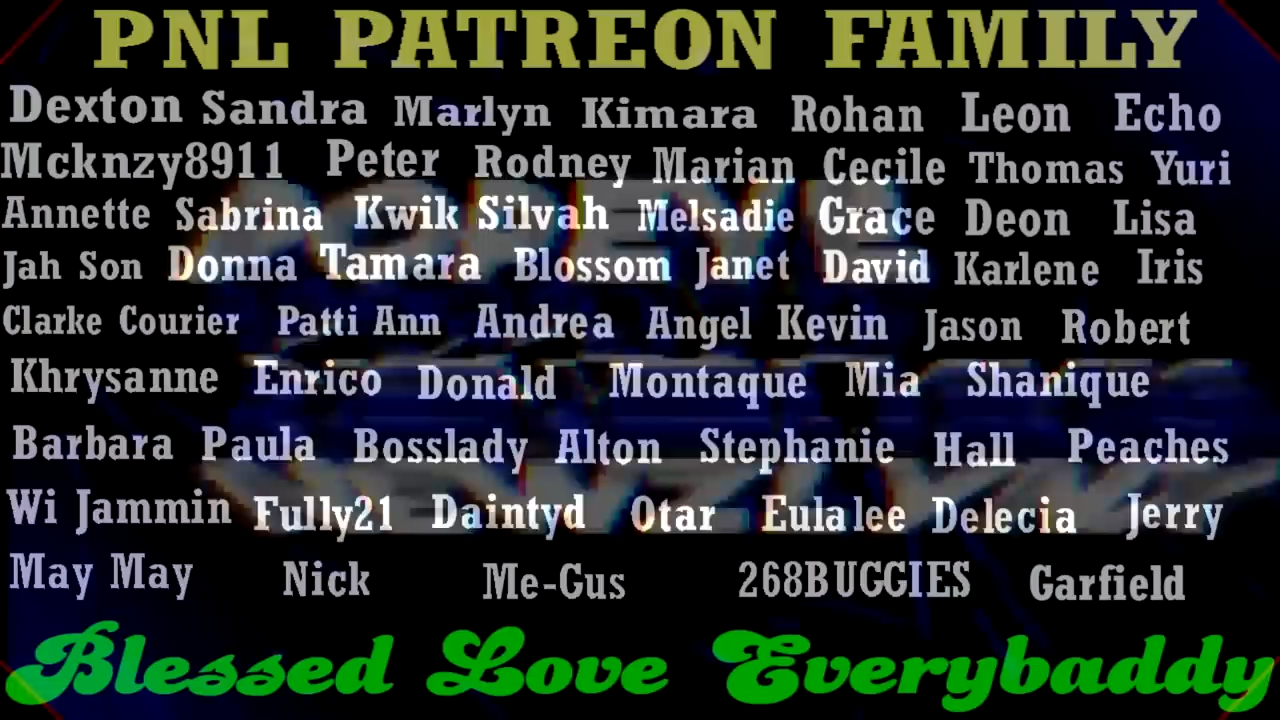 PNL PATREON FAMILY
Dexton Sandra Marlyn Kimara Rohan Leon Echo
Mcknzy8911 Peter Rodney Marian Cecile Thomas Yuri
Annette Sabrina Kwik Silvah Melsadie Grace Deon Lisa
Jah Son Donna Tamara Blossom Janet David Karlene Iris
Clarke Courier Patti Ann Andrea Angel Kevin Jason Robert
Khrysanne Enrico Donald Montaque Mia Shanique
Barbara Paula Bosslady Alton Stephanie Hall Peaches
Wi Jammin Fully21 Daintyd Otar Eulalee Delecia Jerry
May May Nick Me-Gus 268BUGGIES Garfield
Blessed Love Everybaddy